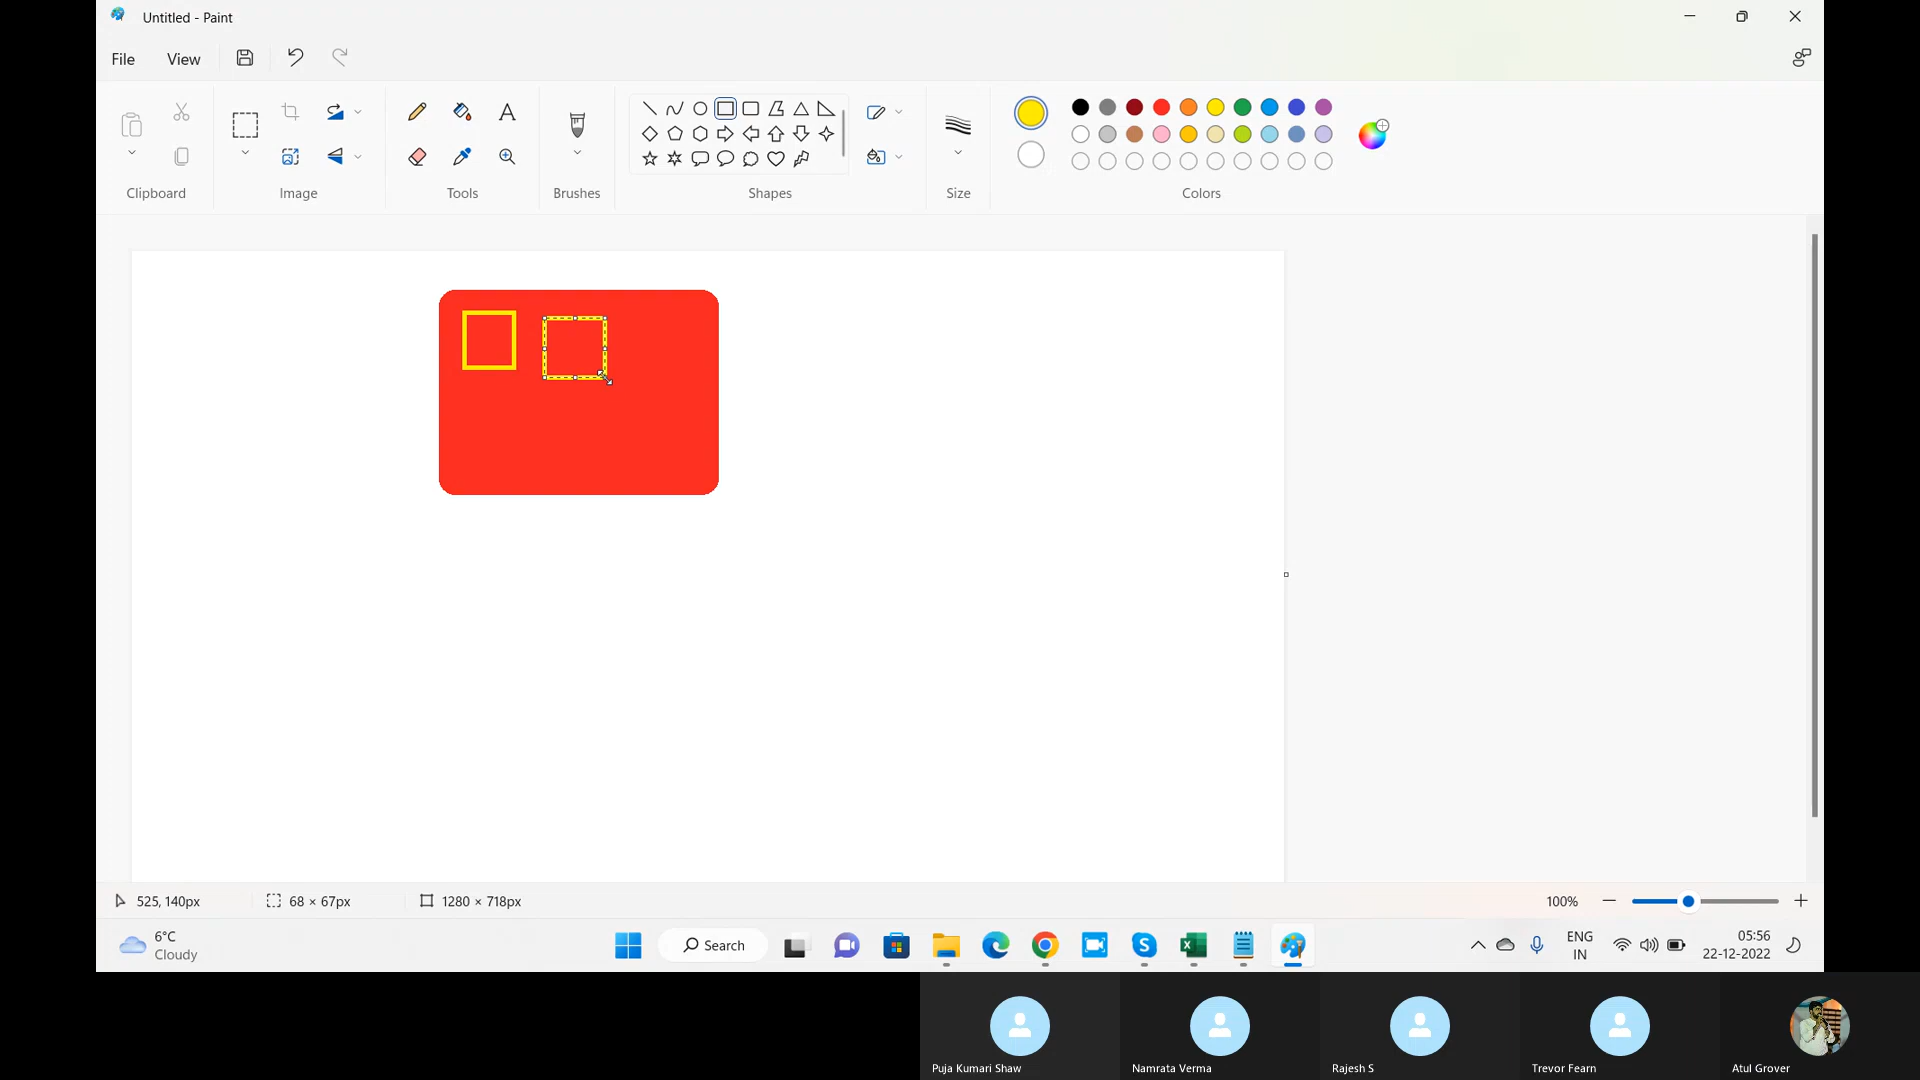 Untitled - Paint
File View
Clipboard
Image
Tools
Brushes
Shapes
Size
Colors
525, 140px
68 × 67px
1280 × 718px
100%
6°C
Cloudy
Search
ENG
IN
05:56
22-12-2022
Puja Kumari Shaw
Namrata Verma
Rajesh S
Trevor Fearn
Atul Grover